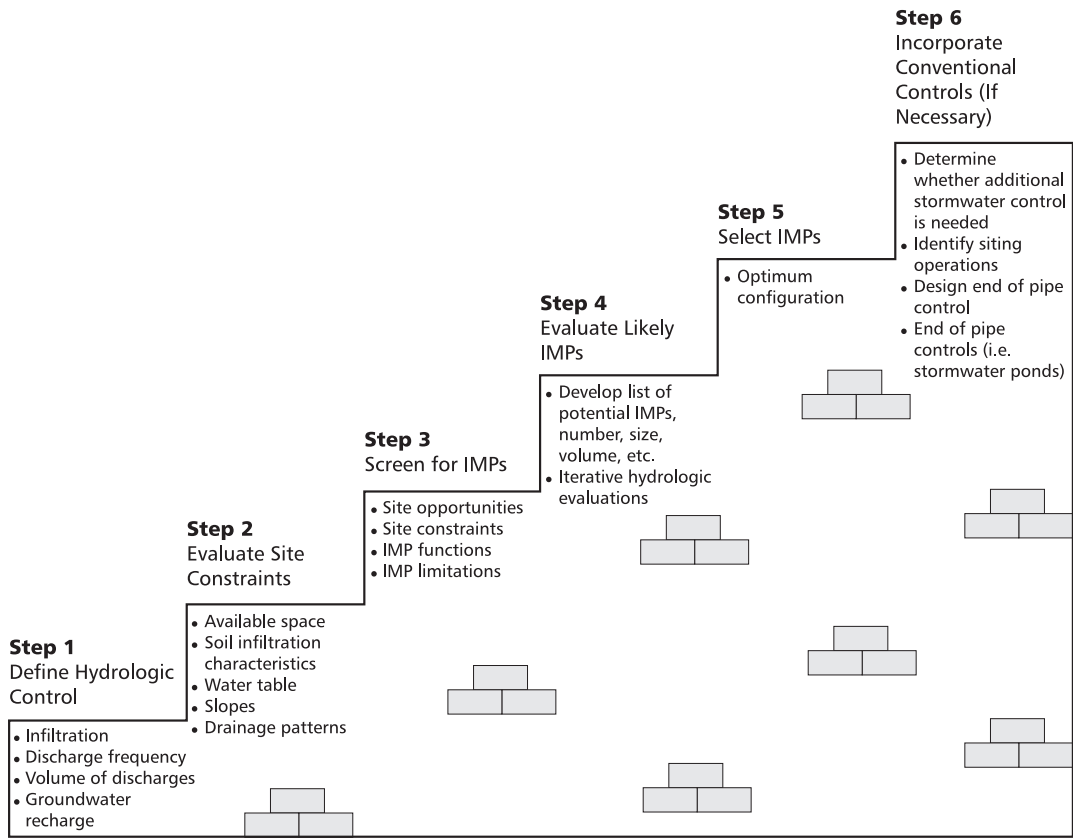 Step 1
Define Hydrologic
Control
• Infiltration
• Discharge frequency
• Volume of discharges
• Groundwater
recharge
Step 2
Evaluate Site
Constraints
• Available space
• Soil infiltration
characteristics
• Water table
• Slopes
• Drainage patterns
Step 3
Screen for IMPs
• Site opportunities
• Site constraints
• IMP functions
• IMP limitations
Step 4
Evaluate Likely
IMPs
• Develop list of
potential IMPs,
number, size,
volume, etc.
• Iterative hydrologic
evaluations
Step 5
Select IMPs
• Optimum
configuration
Step 6
Incorporate
Conventional
Controls (If
Necessary)
• Determine
whether additional
stormwater control
is needed
• Identify siting
operations
• Design end of pipe
control
• End of pipe
controls (i.e.
stormwater ponds)